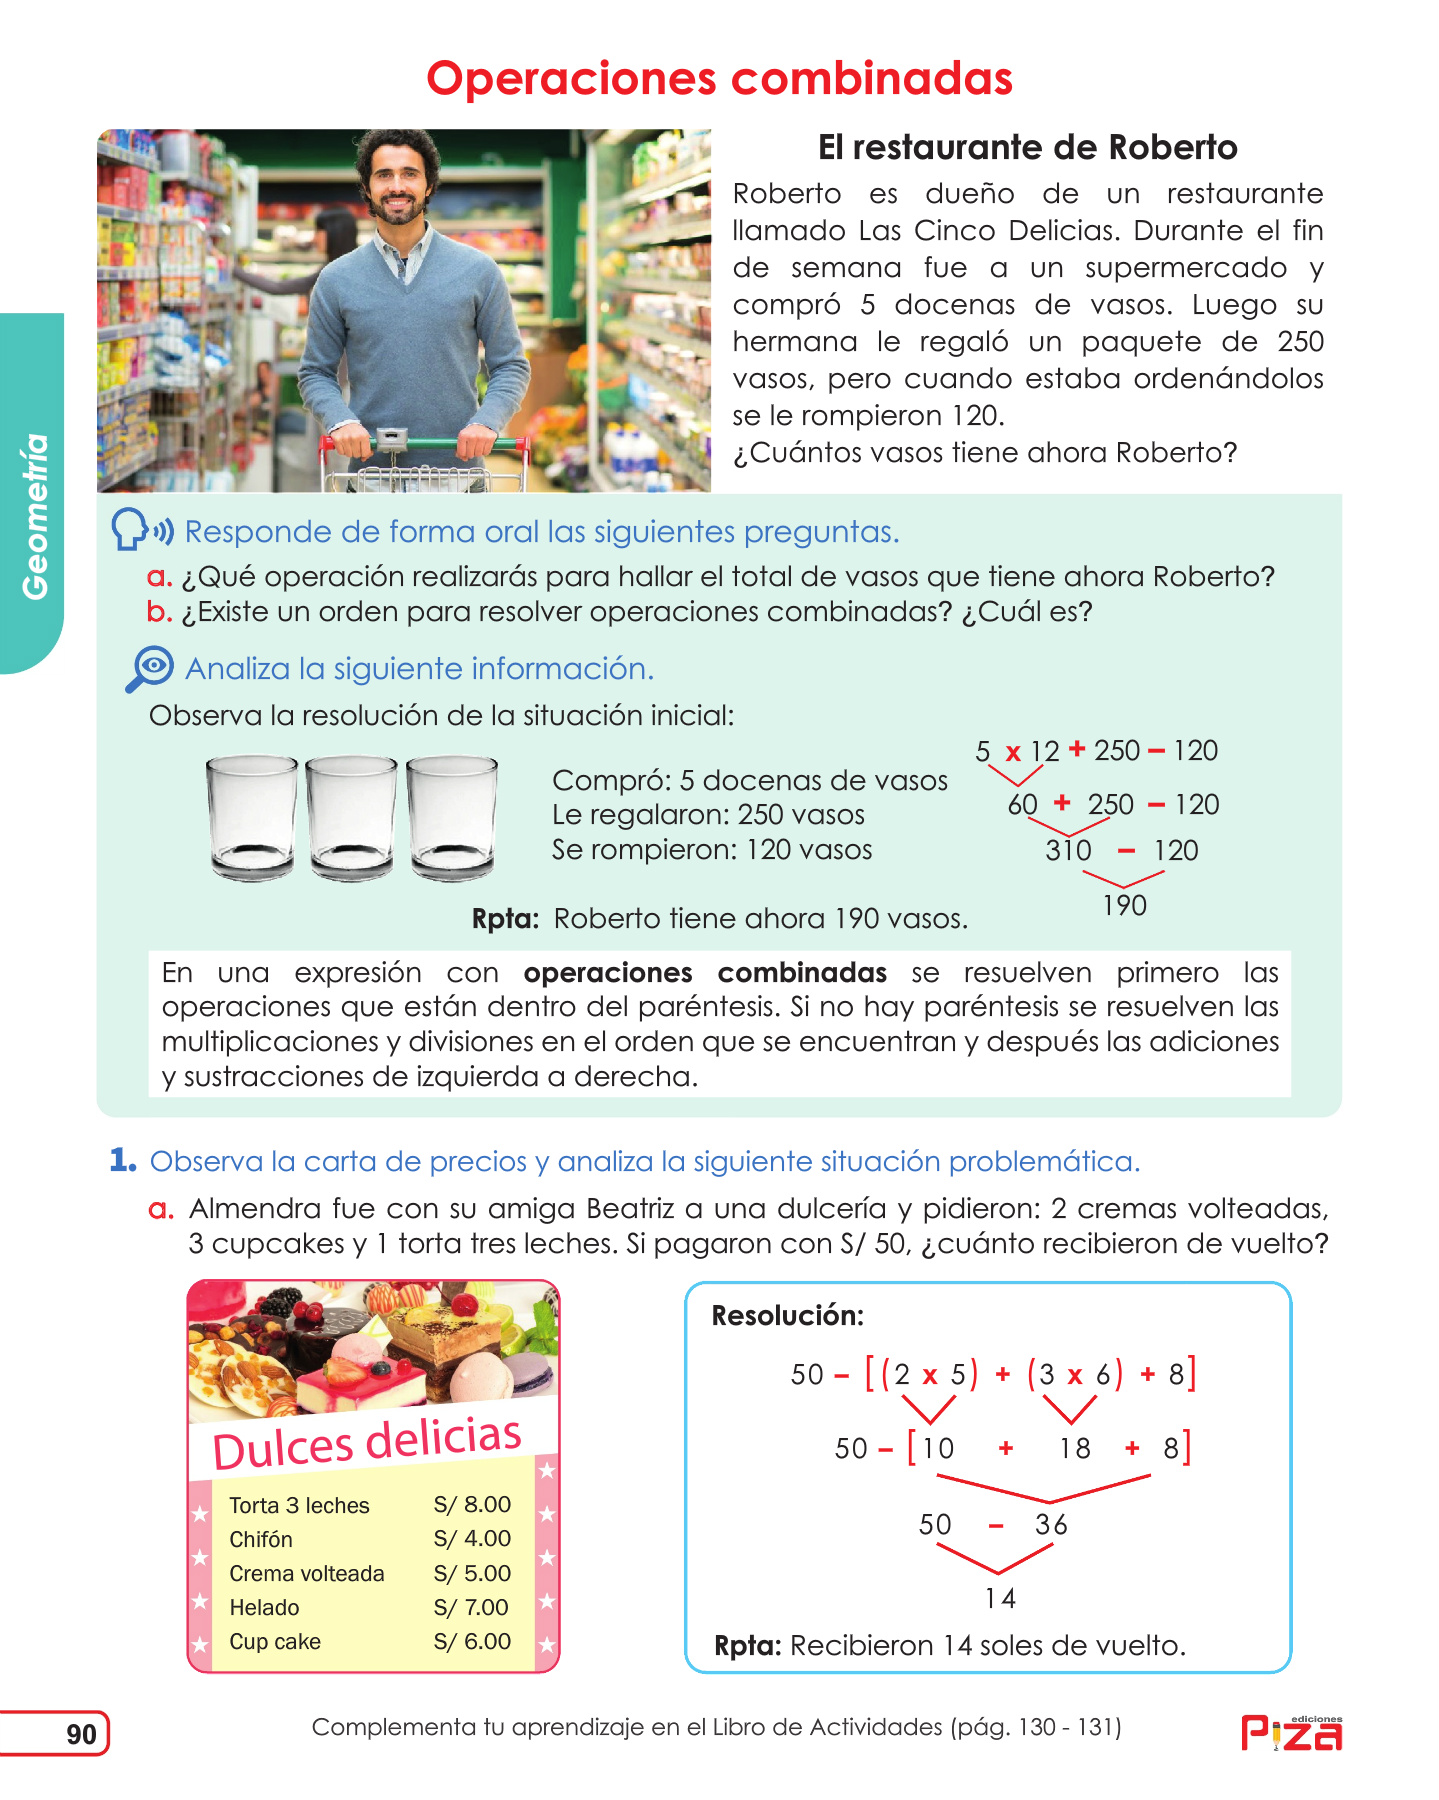 Operaciones combinadas
El restaurante de Roberto
Roberto es dueño de un restaurante
llamado Las Cinco Delicias. Durante el fin
de semana fue a un supermercado y
compró 5 docenas de vasos. Luego su
hermana le regaló un paquete de 250
vasos, pero cuando estaba ordenándolos
se le rompieron 120.
¿Cuántos vasos tiene ahora Roberto?
Geometría
Responde de forma oral las siguientes preguntas.
a. ¿Qué operación realizarás para hallar el total de vasos que tiene ahora Roberto?
b. ¿Existe un orden para resolver operaciones combinadas? ¿Cuál es?
Analiza la siguiente información.
Observa la resolución de la situación inicial:
Compró: 5 docenas de vasos
Le regalaron: 250 vasos
Se rompieron: 120 vasos
5 x 12 + 250 – 120
60 + 250 – 120
310 – 120
190
Rpta: Roberto tiene ahora 190 vasos.
En una expresión con operaciones combinadas se resuelven primero las
operaciones que están dentro del paréntesis. Si no hay paréntesis se resuelven las
multiplicaciones y divisiones en el orden que se encuentran y después las adiciones
y sustracciones de izquierda a derecha.
1. Observa la carta de precios y analiza la siguiente situación problemática.
a. Almendra fue con su amiga Beatriz a una dulcería y pidieron: 2 cremas volteadas,
3 cupcakes y 1 torta tres leches. Si pagaron con S/ 50, ¿cuánto recibieron de vuelto?
Dulces delicias
Torta 3 leches S/ 8.00
Chifón S/ 4.00
Crema volteada S/ 5.00
Helado S/ 7.00
Cup cake S/ 6.00
Resolución:
50 – [(2 x 5) + (3 x 6) + 8]
50 – [10 + 18 + 8]
50 – 36
14
Rpta: Recibieron 14 soles de vuelto.
90
Complementa tu aprendizaje en el Libro de Actividades (pág. 130 - 131)
ediciones
Piza